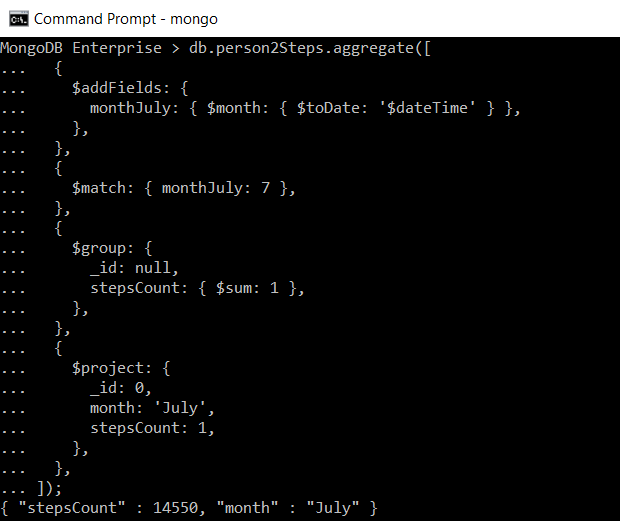 Command Prompt - mongo
MongoDB Enterprise > db.person2Steps.aggregate([
...   {
...     $addFields: {
...       monthJuly: { $month: { $toDate: '$dateTime' } },
...     },
...   },
...   {
...     $match: { monthJuly: 7 },
...   },
...   {
...     $group: {
...       _id: null,
...       stepsCount: { $sum: 1 },
...     },
...   },
...   {
...     $project: {
...       _id: 0,
...       month: 'July',
...       stepsCount: 1,
...     },
...   },
... ]);
{ "stepsCount" : 14550, "month" : "July" }